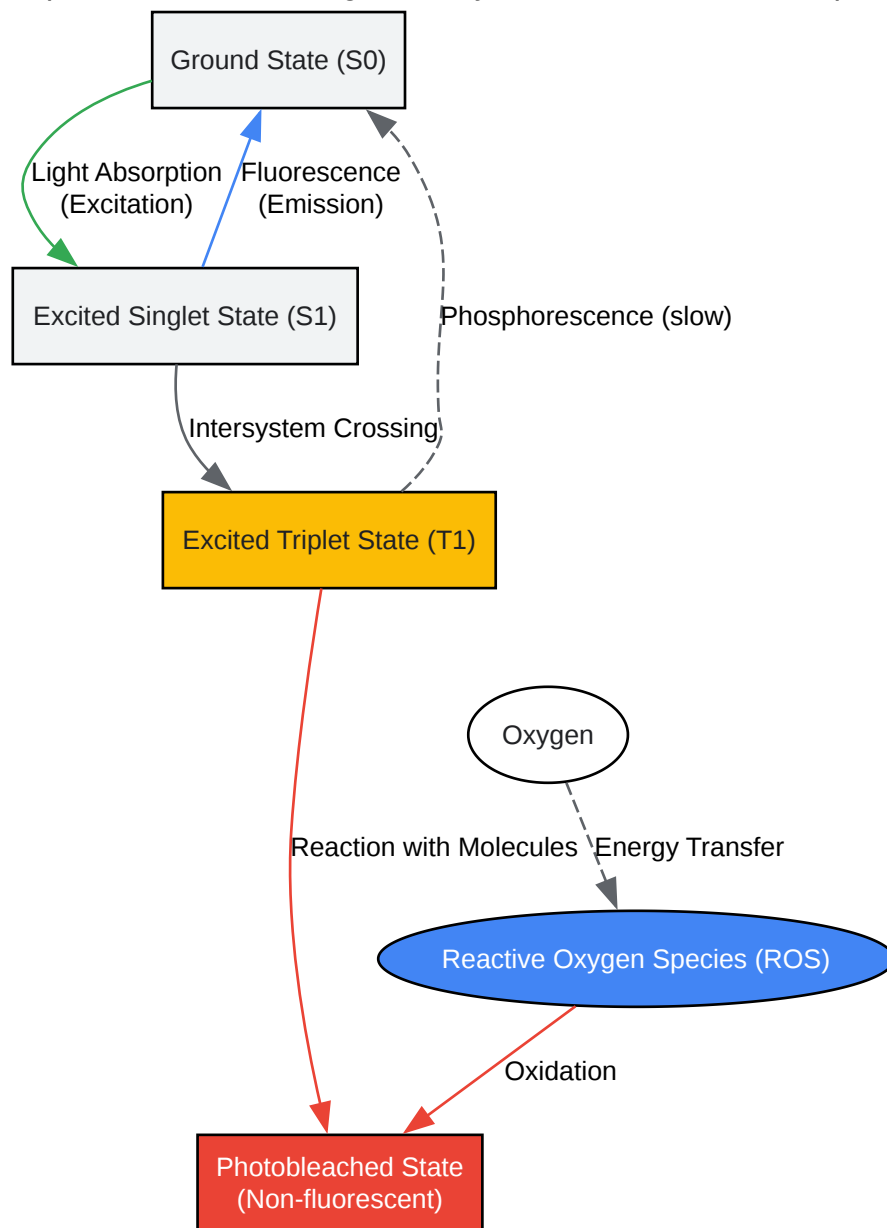 Ground State (S0)
Light Absorption
(Excitation)
Fluorescence
(Emission)
Excited Singlet State (S1)
Phosphorescence (slow)
Intersystem Crossing
Excited Triplet State (T1)
Oxygen
Reaction with Molecules
Energy Transfer
Reactive Oxygen Species (ROS)
Oxidation
Photobleached State
(Non-fluorescent)